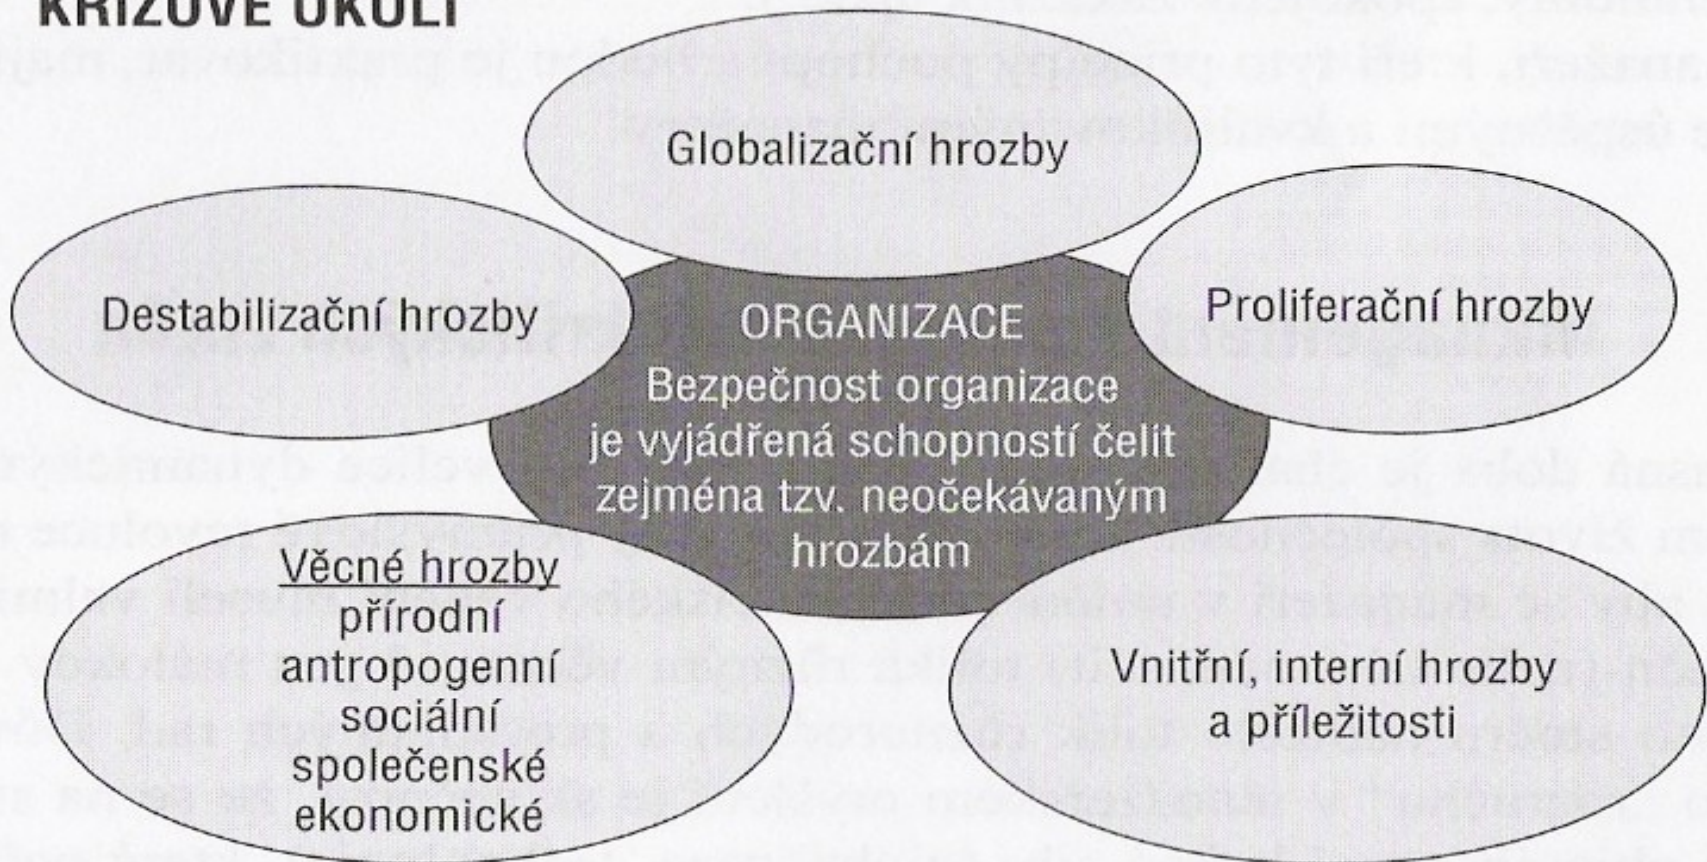 KRIZOVÉ OKOLÍ
Globalizační hrozby
Destabilizační hrozby
Proliferační hrozby
ORGANIZACE
Bezpečnost organizace
je vyjádřená schopností čelit
zejména tzv. neočekávaným
hrozbám
Věcné hrozby
přírodní
antropogenní
sociální
společenské
ekonomické
Vnitřní, interní hrozby
a příležitosti